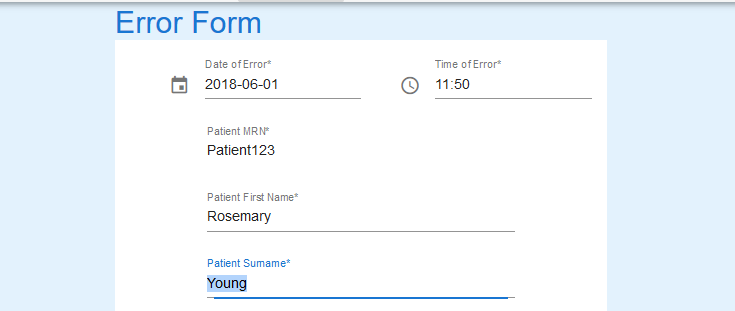 Error Form
Date of Error* Time of Error*
2018-06-01 11:50
Patient MRN*
Patient123
Patient First Name*
Rosemary
Patient Surname*
Young